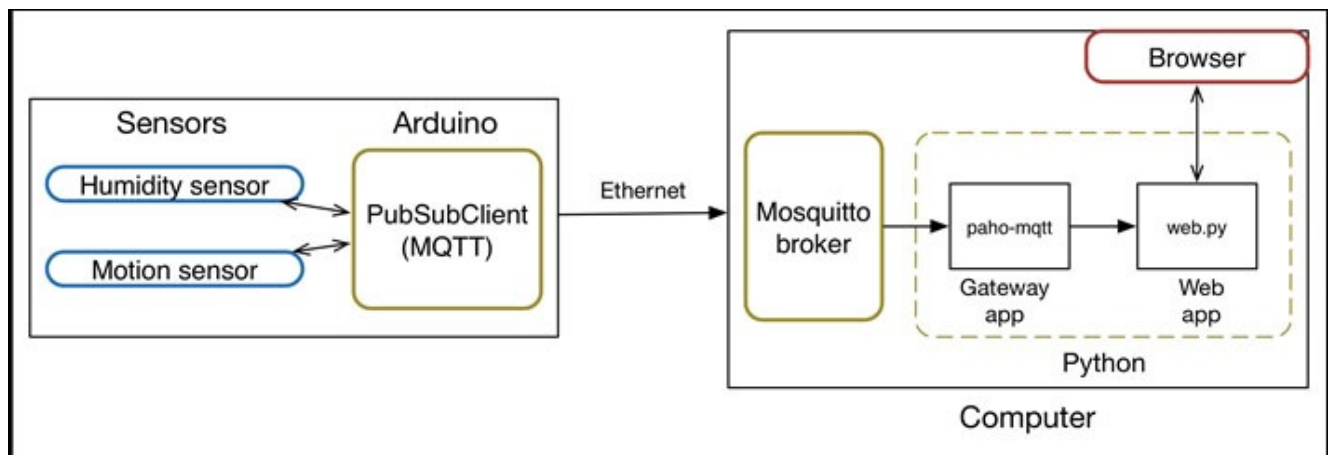 Sensors
Arduino
Humidity sensor
Motion sensor
PubSubClient
(MQTT)
Ethernet
Browser
Mosquitto
broker
paho-mqtt
Gateway
app
web.py
Web
app
Python
Computer